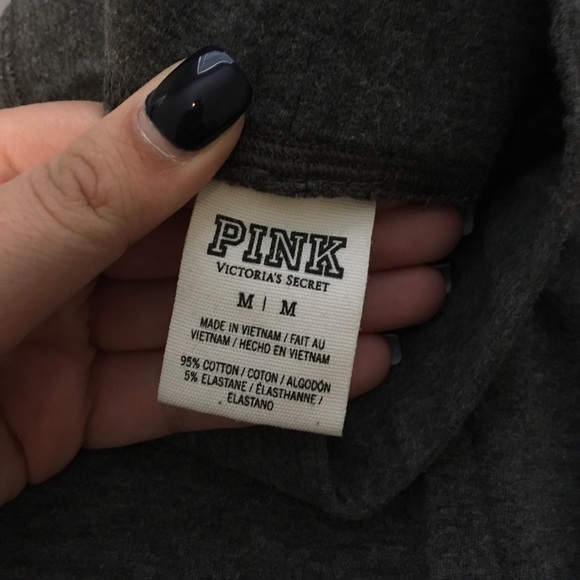 PINK
VICTORIA'S SECRET
M | M
MADE IN VIETNAM / FAIT AU
VIETNAM / HECHO EN VIETNAM
95% COTTON / COTON / ALGODÓN
5% ELASTANE / ÉLASTHANNE /
ELASTANO